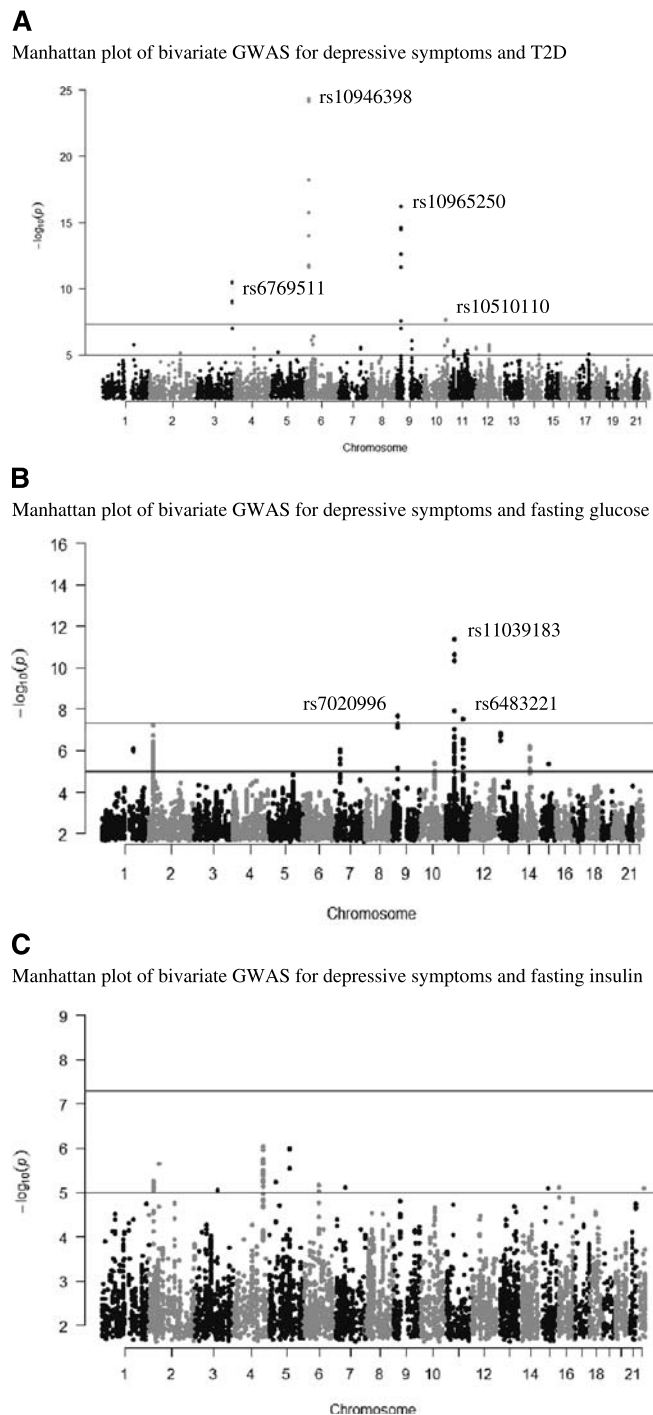 A
Manhattan plot of bivariate GWAS for depressive symptoms and T2D
25
20
15
10
5
−log10(p)
rs10946398
rs10965250
rs6769511
rs10510110
1 2 3 4 5 6 7 8 9 10 11 12 13 15 17 19 21
Chromosome
B
Manhattan plot of bivariate GWAS for depressive symptoms and fasting glucose
16
14
12
10
8
6
4
2
−log10(p)
rs11039183
rs7020996
rs6483221
1 2 3 4 5 6 7 8 9 10 12 14 16 18 21
Chromosome
C
Manhattan plot of bivariate GWAS for depressive symptoms and fasting insulin
9
8
7
6
5
4
3
2
−log10(p)
1 2 3 4 5 6 7 8 9 10 12 14 16 18 21
Chromosome